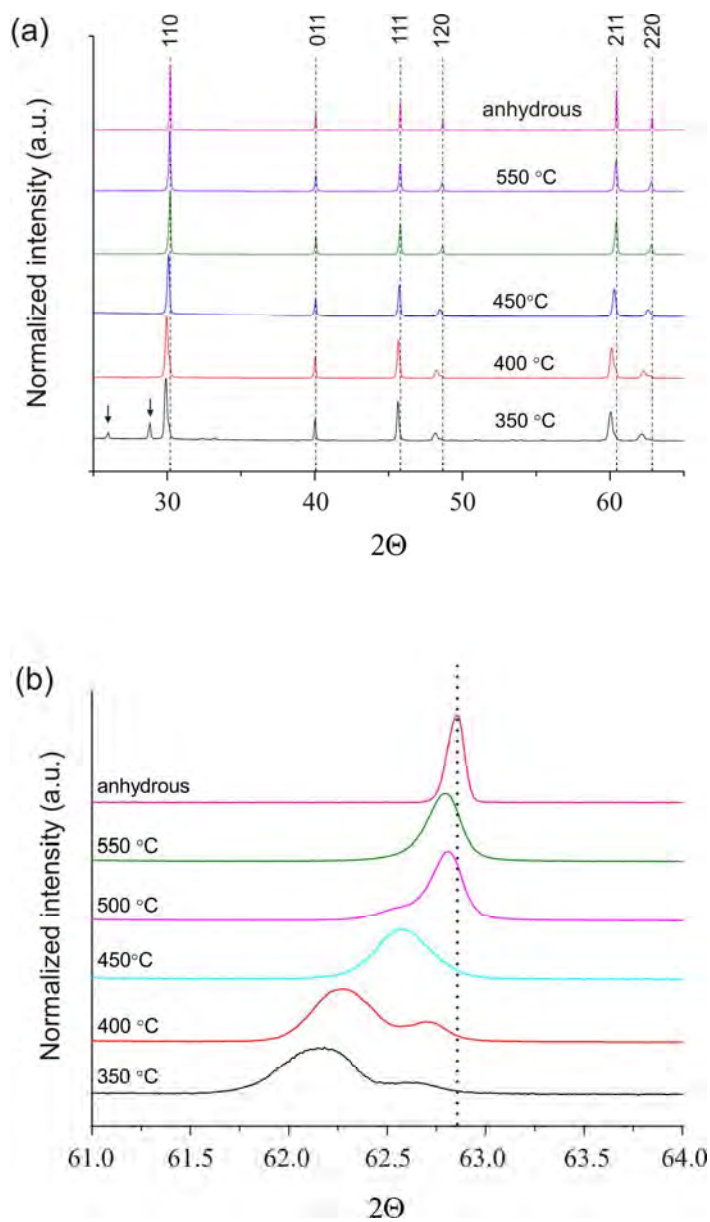 (a)
110
011
111
120
211
220
Normalized intensity (a.u.)
anhydrous
550 °C
450°C
400 °C
350 °C
30
40
50
60
2Θ
(b)
Normalized intensity (a.u.)
anhydrous
550 °C
500 °C
450°C
400 °C
350 °C
61.0
61.5
62.0
62.5
63.0
63.5
64.0
2Θ